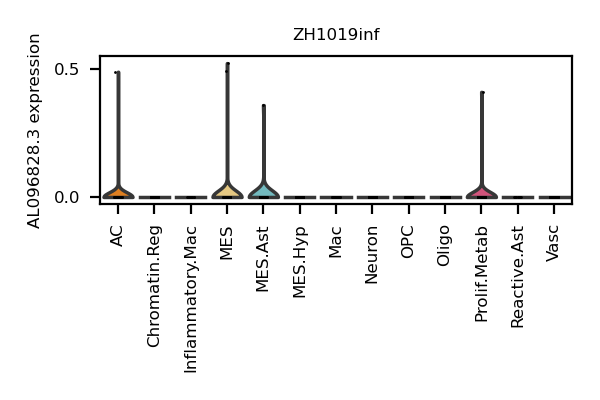 ZH1019inf
AL096828.3 expression
0.5
0.0
AC
Chromatin.Reg
Inflammatory.Mac
MES
MES.Ast
MES.Hyp
Mac
Neuron
OPC
Oligo
Prolif.Metab
Reactive.Ast
Vasc